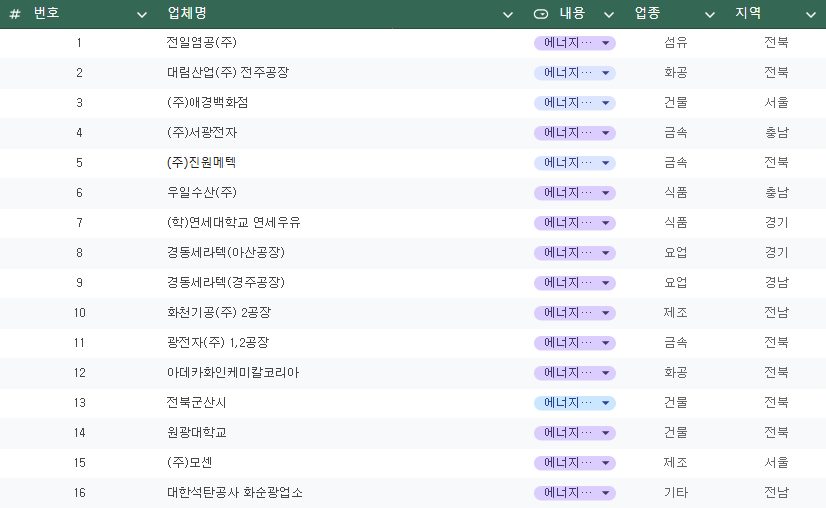 # 번호 업체명 내용 업종 지역
1 전일염공(주) 에너지… 섬유 전북
2 대림산업(주) 전주공장 에너지… 화공 전북
3 (주)애경백화점 에너지… 건물 서울
4 (주)서광전자 에너지… 금속 충남
5 (주)진원메텍 에너지… 금속 전북
6 우일수산(주) 에너지… 식품 충남
7 (학)연세대학교 연세우유 에너지… 식품 경기
8 경동세라텍(아산공장) 에너지… 요업 경기
9 경동세라텍(경주공장) 에너지… 요업 경남
10 화천기공(주) 2공장 에너지… 제조 전남
11 광전자(주) 1,2공장 에너지… 금속 전북
12 아데카화인케미칼코리아 에너지… 화공 전북
13 전북군산시 에너지… 건물 전북
14 원광대학교 에너지… 건물 전북
15 (주)모센 에너지… 제조 서울
16 대한석탄공사 화순광업소 에너지… 기타 전남